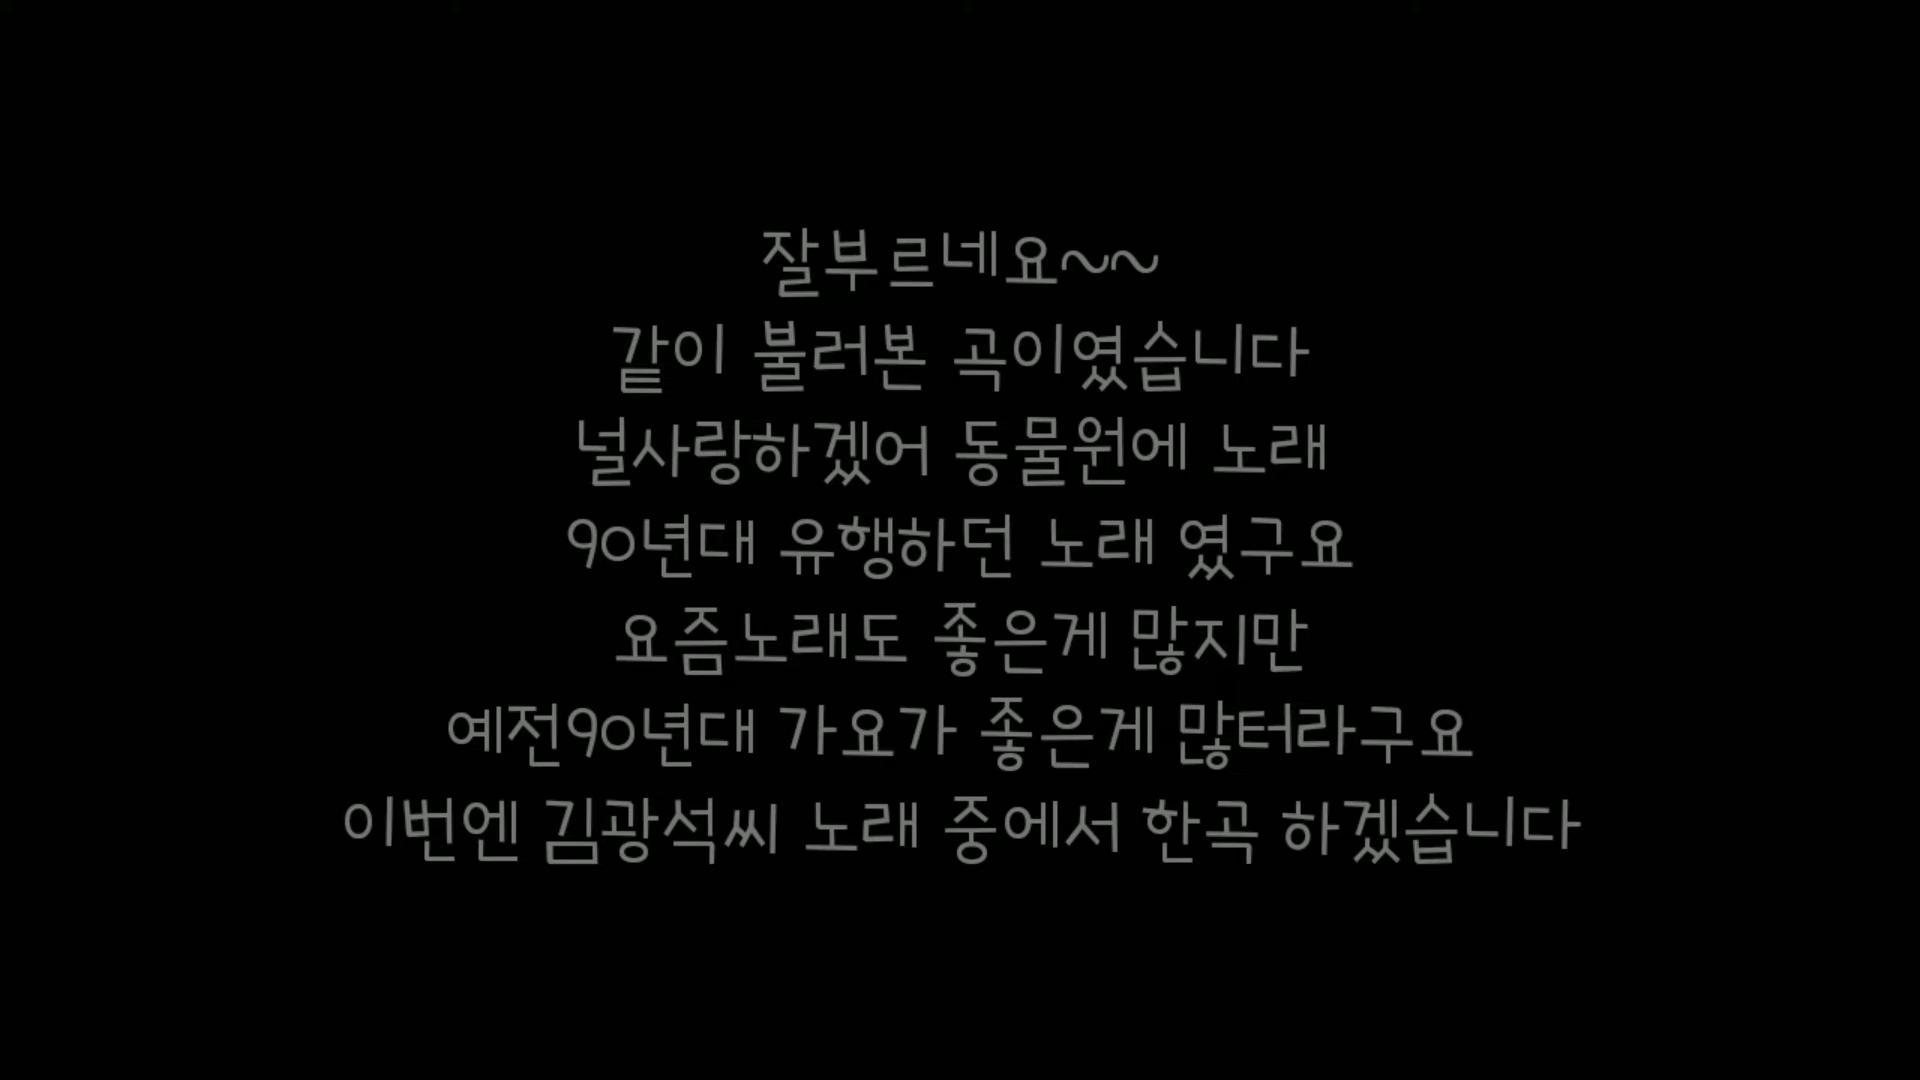 잘부르네요~~
같이 불러본 곡이였습니다
널사랑하겠어 동물원에 노래
90년대 유행하던 노래 였구요
요즘노래도 좋은게 많지만
예전90년대 가요가 좋은게 많터라구요
이번엔 김광석씨 노래 중에서 한곡 하겠습니다